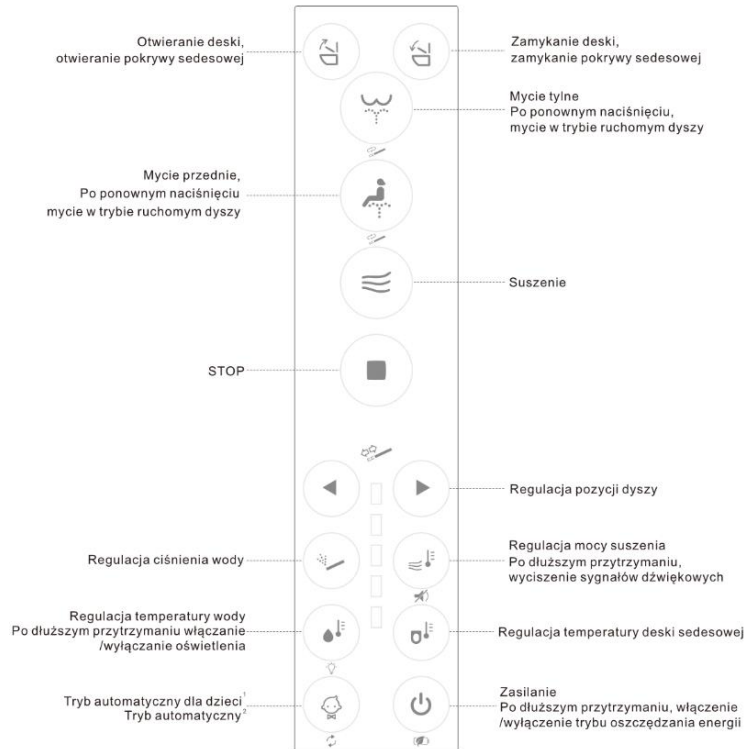 Otwieranie deski,
otwieranie pokrywy sedesowej
Zamykanie deski,
zamykanie pokrywy sedesowej
Mycie tylne
Po ponownym naciśnięciu,
mycie w trybie ruchomym dyszy
Mycie przednie,
Po ponownym naciśnięciu
mycie w trybie ruchomym dyszy
Suszenie
STOP
Regulacja pozycji dyszy
Regulacja ciśnienia wody
Regulacja mocy suszenia
Po dłuższym przytrzymaniu,
wyciszenie sygnałów dźwiękowych
Regulacja temperatury wody
Po dłuższym przytrzymaniu włączanie
/wyłączanie oświetlenia
Regulacja temperatury deski sedesowej
Tryb automatyczny dla dzieci¹
Tryb automatyczny²
Zasilanie
Po dłuższym przytrzymaniu, włączenie
/wyłączenie trybu oszczędzania energii